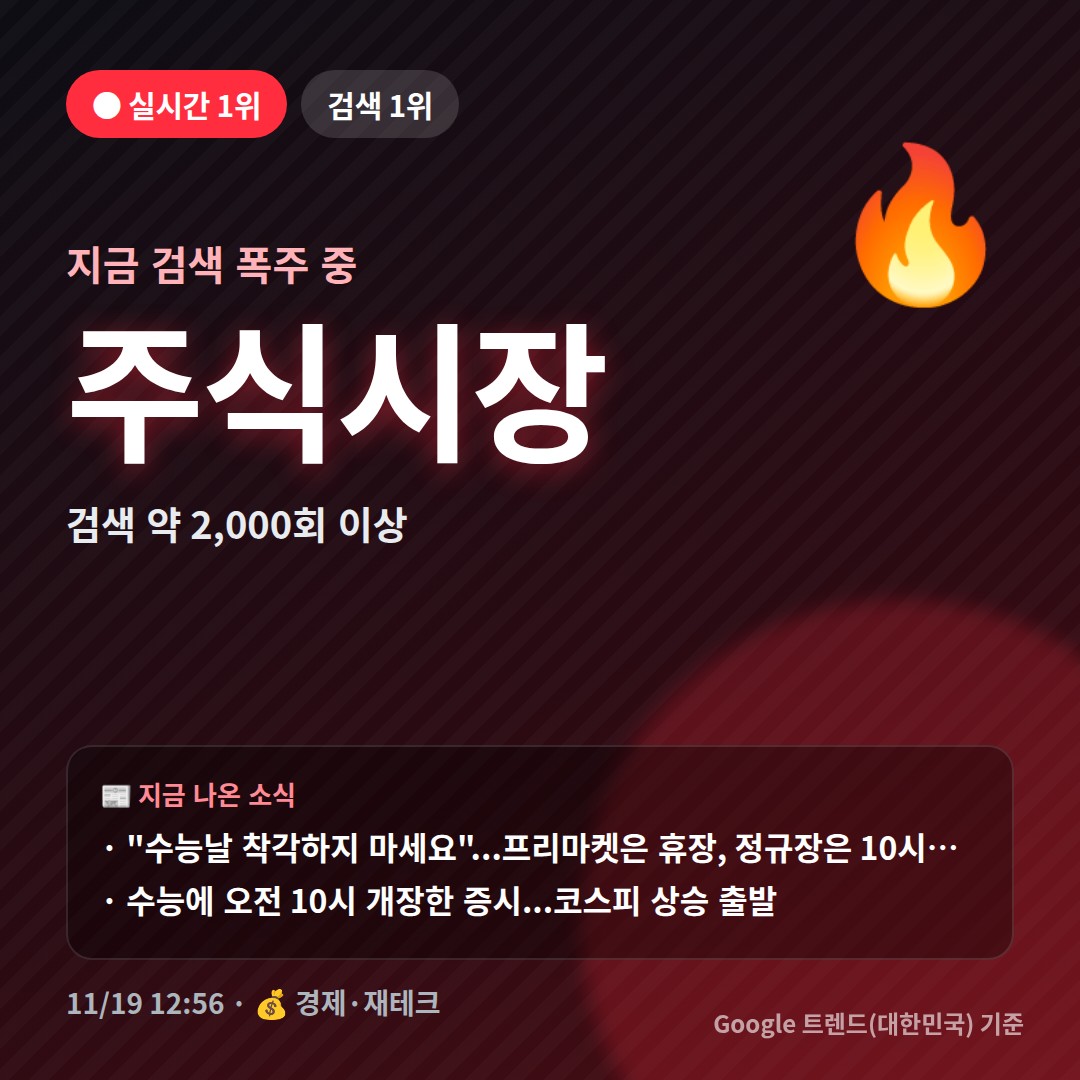 실시간 1위 검색 1위
지금 검색 폭주 중
주식시장
검색 약 2,000회 이상
지금 나온 소식
· "수능날 착각하지 마세요"...프리마켓은 휴장, 정규장은 10시…
· 수능에 오전 10시 개장한 증시...코스피 상승 출발
11/19 12:56 · 경제·재테크
Google 트렌드(대한민국) 기준